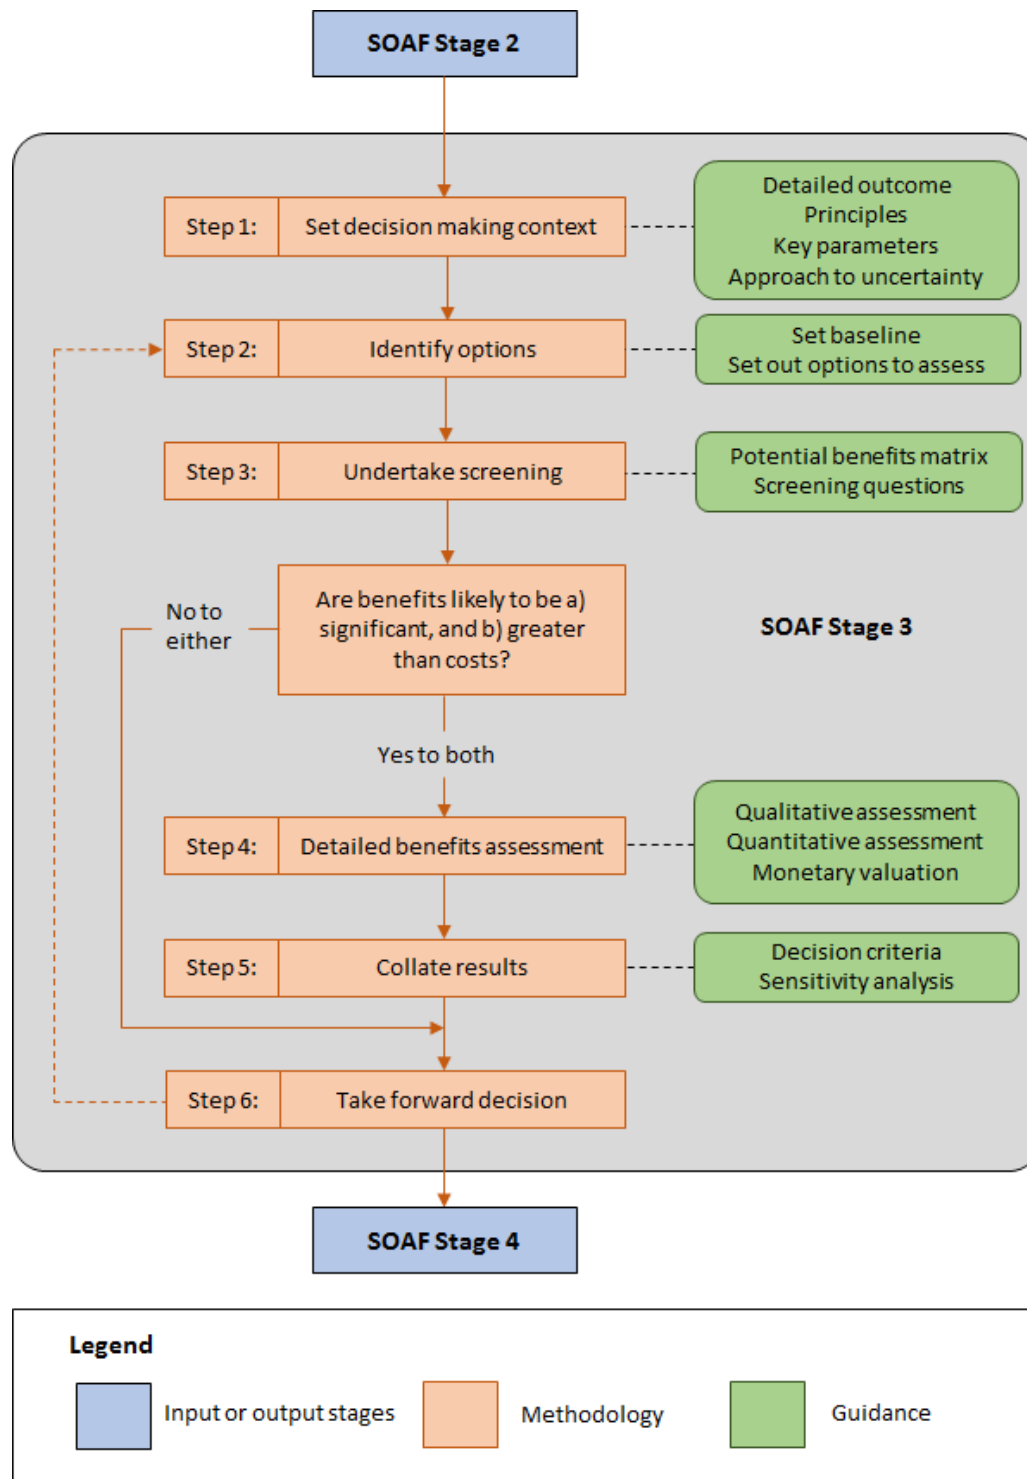 SOAF Stage 2
Step 1:
Set decision making context
Detailed outcome
Principles
Key parameters
Approach to uncertainty
Step 2:
Identify options
Set baseline
Set out options to assess
Step 3:
Undertake screening
Potential benefits matrix
Screening questions
No to
either
Are benefits likely to be a)
significant, and b) greater
than costs?
SOAF Stage 3
Yes to both
Step 4:
Detailed benefits assessment
Qualitative assessment
Quantitative assessment
Monetary valuation
Step 5:
Collate results
Decision criteria
Sensitivity analysis
Step 6:
Take forward decision
SOAF Stage 4
Legend
Input or output stages
Methodology
Guidance